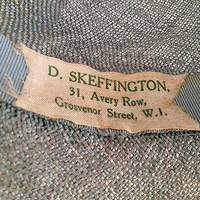 D. SKEFFINGTON,
31, Avery Row,
Grosvenor Street, W.1.